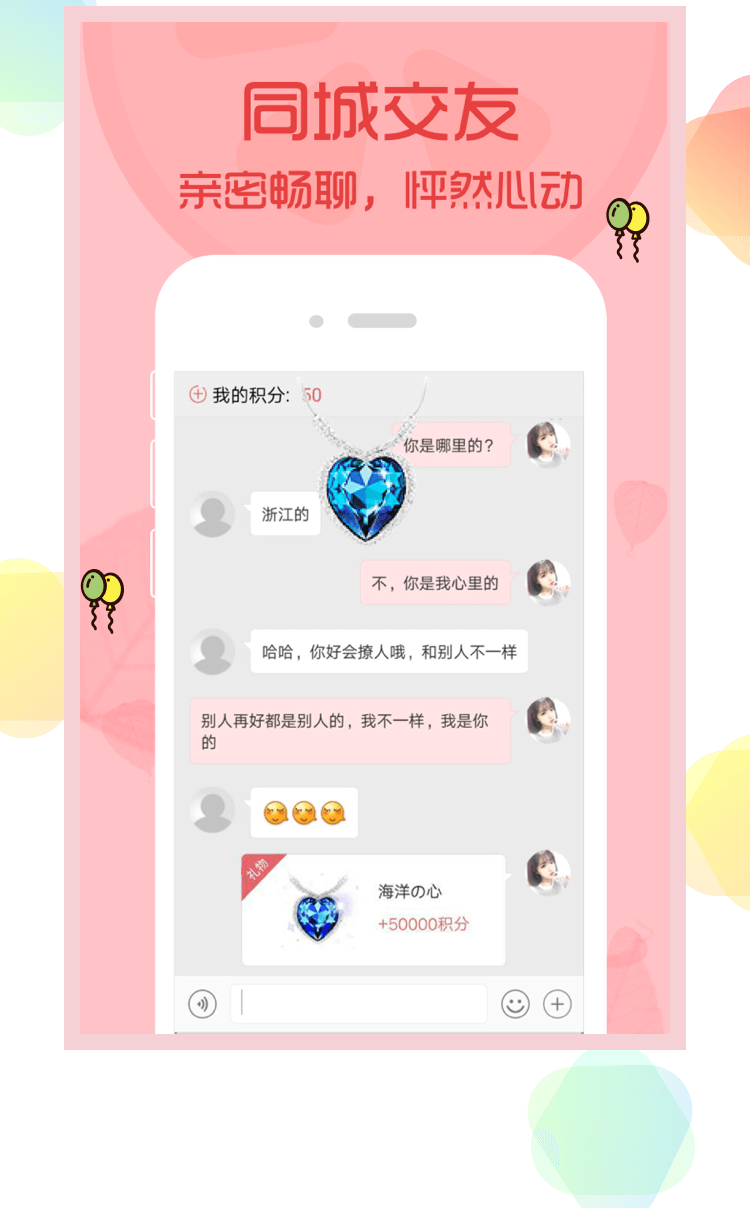 同城交友
亲密畅聊，怦然心动
我的积分：50
你是哪里的？
浙江的
不，你是我心里的
哈哈，你好会撩人哦，和别人不一样
别人再好都是别人的，我不一样，我是你
的
礼物
海洋の心
+50000积分